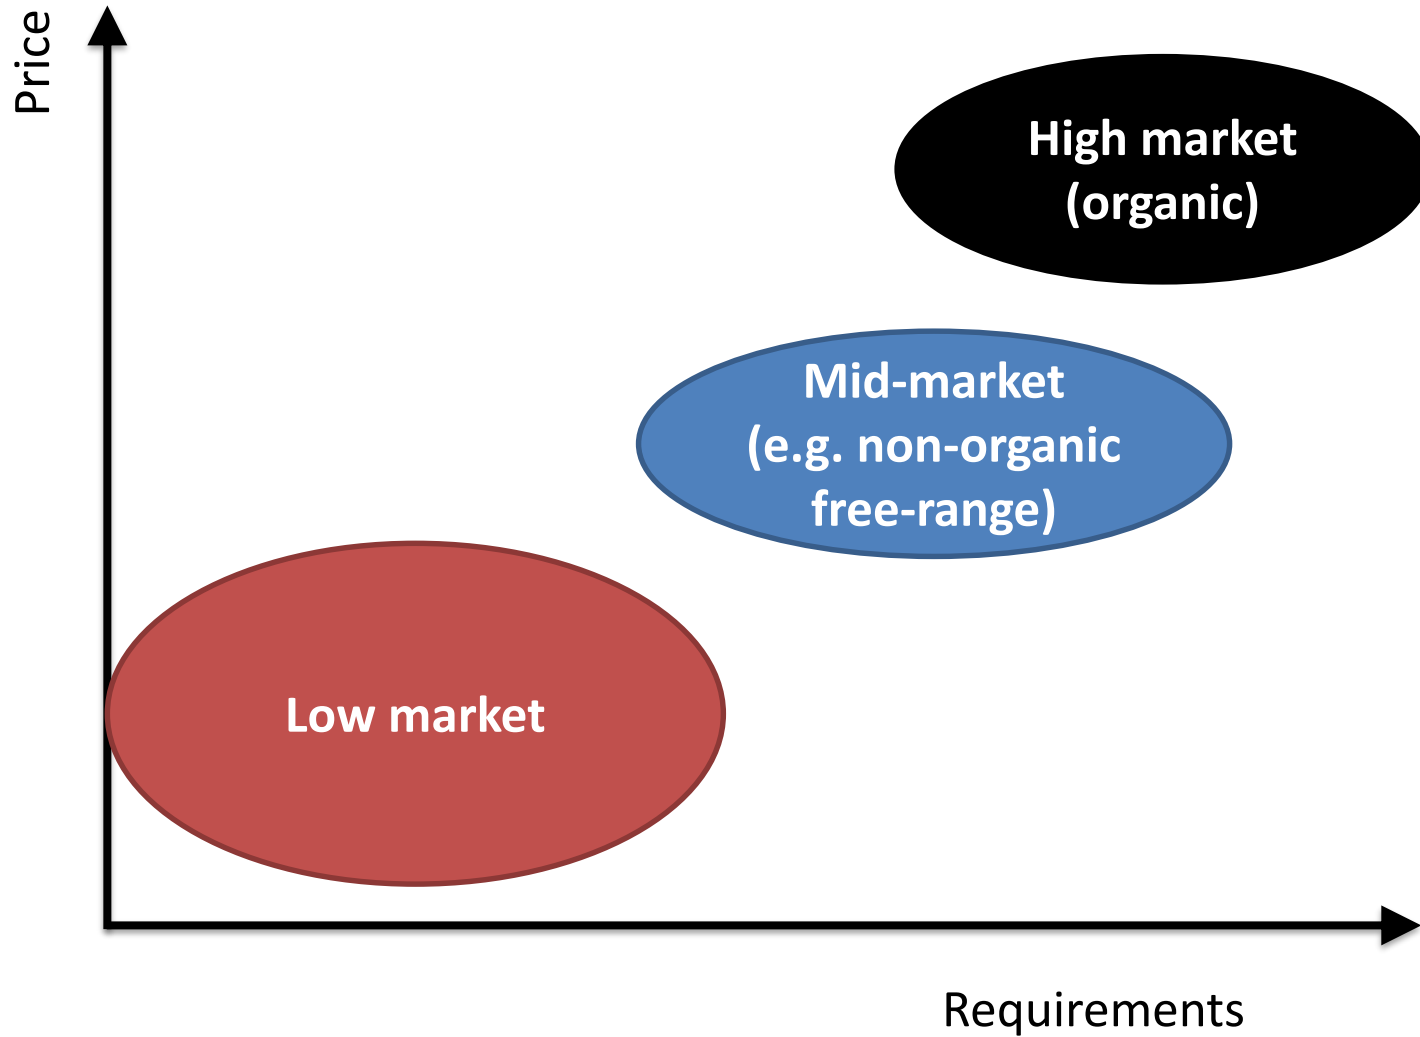 Price
High market
(organic)
Mid-market
(e.g. non-organic
free-range)
Low market
Requirements